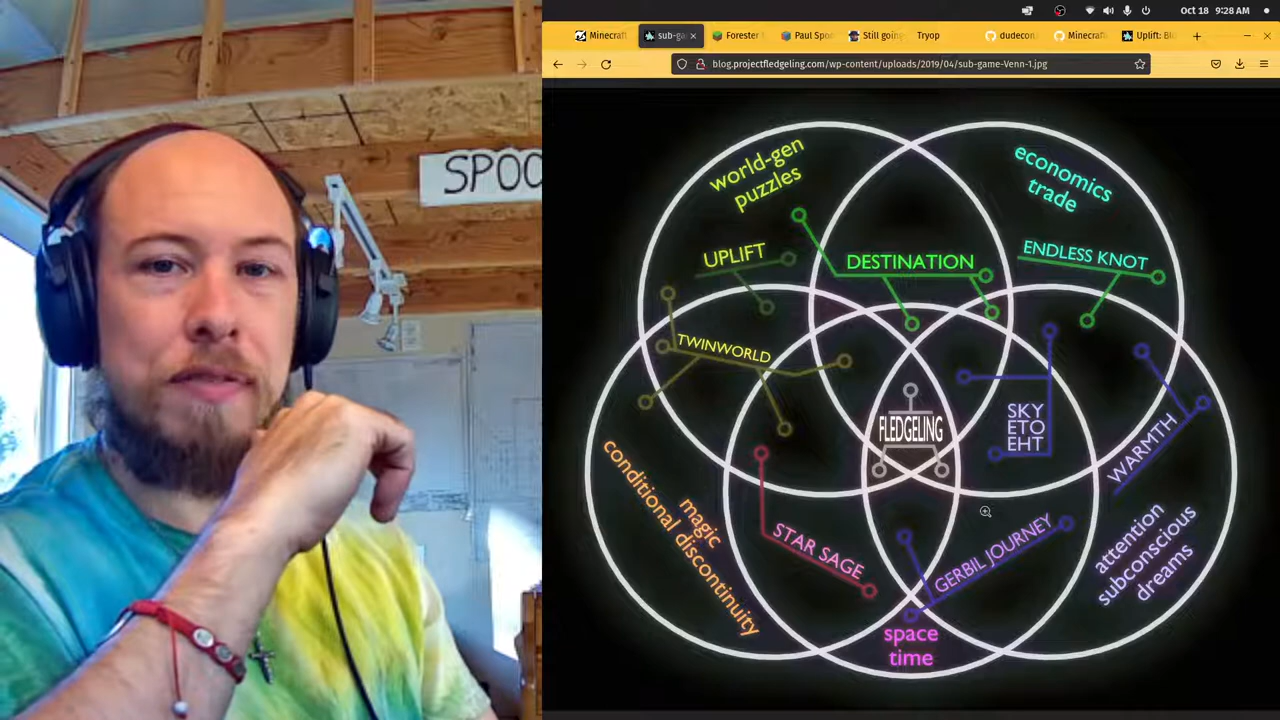 Oct 18 9:28 AM
Minecraft
sub-ga
Forester
Paul Spo
Still going
Tryop
dudecon
Minecraft
Uplift: Bl
blog.projectfledgeling.com/wp-content/uploads/2019/04/sub-game-Venn-1.jpg
SPOO
world-gen
puzzles
economics
trade
UPLIFT
DESTINATION
ENDLESS KNOT
TWINWORLD
FLEDGELING
SKY
ETO
EHT
WARMTH
conditional discontinuity
magic
STAR SAGE
GERBIL JOURNEY
attention
subconscious
dreams
space
time